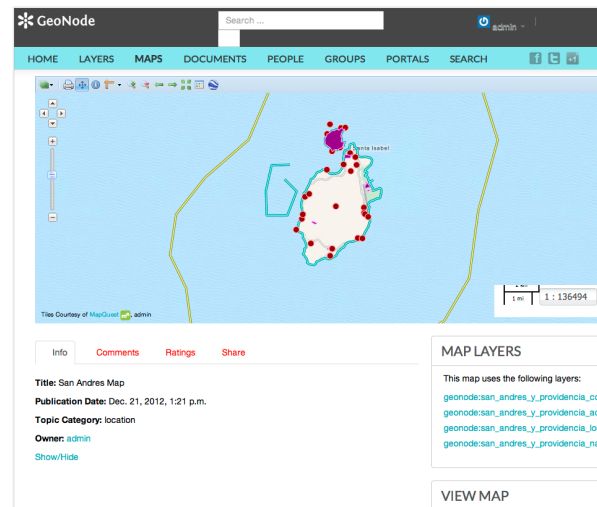 GeoNode
Search ...
admin
HOME LAYERS MAPS DOCUMENTS PEOPLE GROUPS PORTALS SEARCH
Santa Isabel
1 mi
1 : 136494
Tiles Courtesy of MapQuest , admin
Info Comments Ratings Share
Title: San Andres Map
Publication Date: Dec. 21, 2012, 1:21 p.m.
Topic Category: location
Owner: admin
Show/Hide
MAP LAYERS
This map uses the following layers:
geonode:san_andres_y_providencia_co
geonode:san_andres_y_providencia_ad
geonode:san_andres_y_providencia_lo
geonode:san_andres_y_providencia_na
VIEW MAP